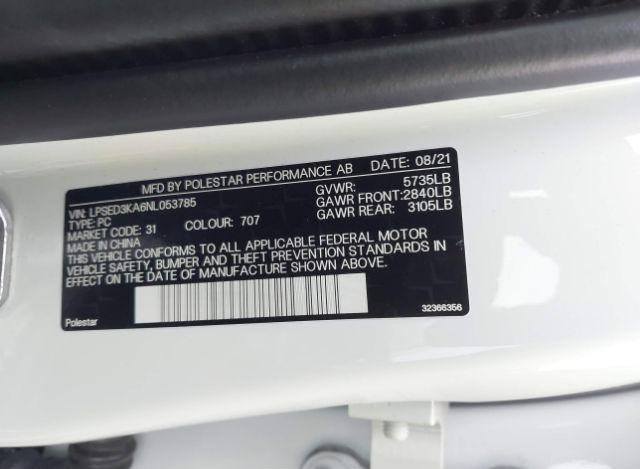 MFD BY POLESTAR PERFORMANCE AB DATE: 08/21
VIN: LPSED3KA6NL053785 GVWR: 5735LB
TYPE: PC GAWR FRONT: 2840LB
MARKET CODE: 31 COLOUR: 707 GAWR REAR: 3105LB
MADE IN CHINA
THIS VEHICLE CONFORMS TO ALL APPLICABLE FEDERAL MOTOR
VEHICLE SAFETY, BUMPER AND THEFT PREVENTION STANDARDS IN
EFFECT ON THE DATE OF MANUFACTURE SHOWN ABOVE.
Polestar 32366356